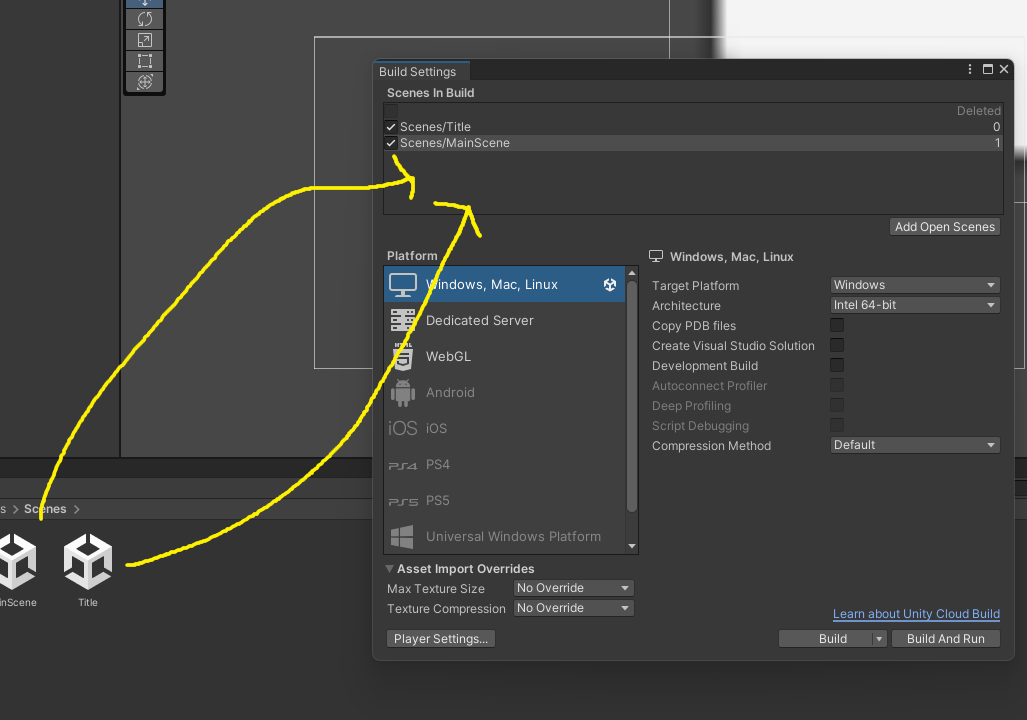 Build Settings
Scenes In Build
Deleted
Scenes/Title 0
Scenes/MainScene 1
Add Open Scenes
Platform
Windows, Mac, Linux
Dedicated Server
HTML
WebGL
Android
iOS iOS
PS4 PS4
PS5 PS5
Universal Windows Platform
Windows, Mac, Linux
Target Platform Windows
Architecture Intel 64-bit
Copy PDB files
Create Visual Studio Solution
Development Build
Autoconnect Profiler
Deep Profiling
Script Debugging
Compression Method Default
s > Scenes >
inScene Title
Asset Import Overrides
Max Texture Size No Override
Texture Compression No Override
Learn about Unity Cloud Build
Player Settings... Build Build And Run